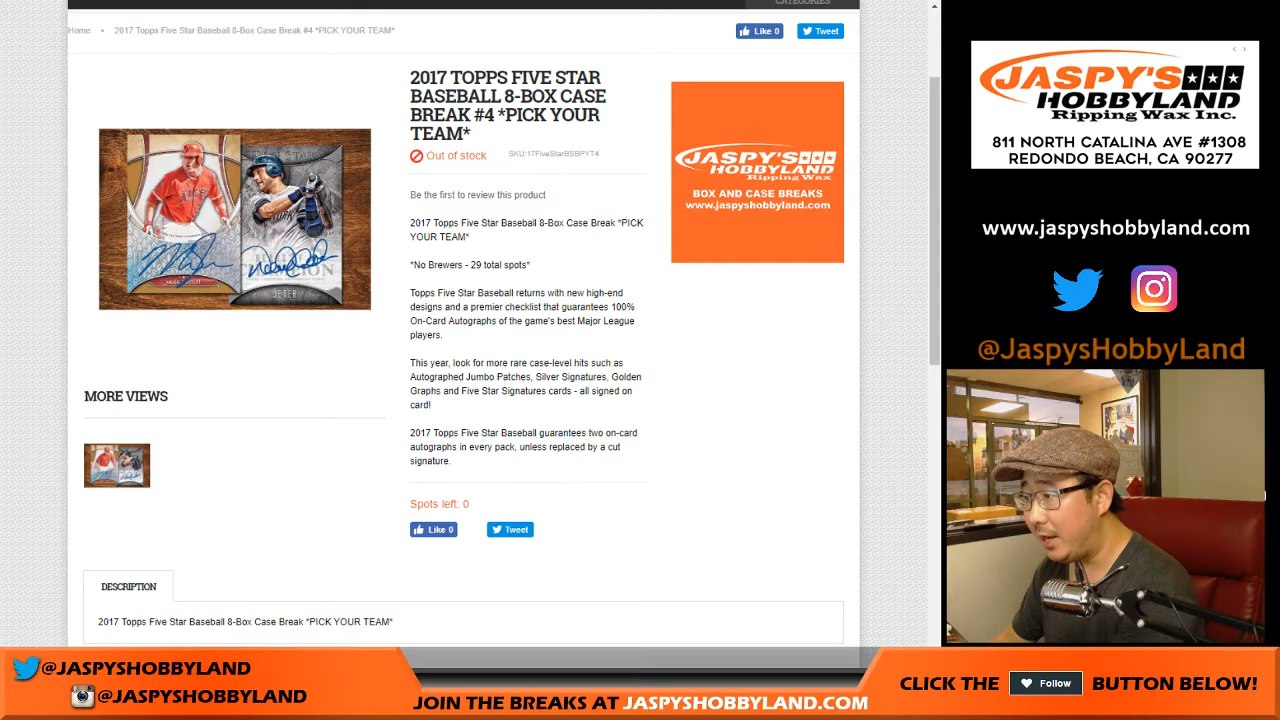 CATEGORIES
Home • 2017 Topps Five Star Baseball 8-Box Case Break #4 *PICK YOUR TEAM*
Like 0
Tweet
2017 TOPPS FIVE STAR
BASEBALL 8-BOX CASE
BREAK #4 *PICK YOUR
TEAM*
Out of stock
SKU:17FiveStarBSBPYT4
Be the first to review this product
2017 Topps Five Star Baseball 8-Box Case Break *PICK
YOUR TEAM*
*No Brewers - 29 total spots*
Topps Five Star Baseball returns with new high-end
designs and a premier checklist that guarantees 100%
On-Card Autographs of the game's best Major League
players.
This year, look for more rare case-level hits such as
Autographed Jumbo Patches, Silver Signatures, Golden
Graphs and Five Star Signatures cards - all signed on
card!
2017 Topps Five Star Baseball guarantees two on-card
autographs in every pack, unless replaced by a cut
signature.
Spots left: 0
Like 0
Tweet
JETER
MORE VIEWS
DESCRIPTION
2017 Topps Five Star Baseball 8-Box Case Break *PICK YOUR TEAM*
JASPY'S
HOBBYLAND
Ripping Wax
BOX AND CASE BREAKS
www.jaspyshobbyland.com
JASPY'S
HOBBYLAND
Ripping Wax Inc.
811 NORTH CATALINA AVE #1308
REDONDO BEACH, CA 90277
www.jaspyshobbyland.com
@JaspysHobbyLand
@JASPYSHOBBYLAND
@JASPYSHOBBYLAND
JOIN THE BREAKS AT JASPYSHOBBYLAND.COM
CLICK THE
Follow
BUTTON BELOW!